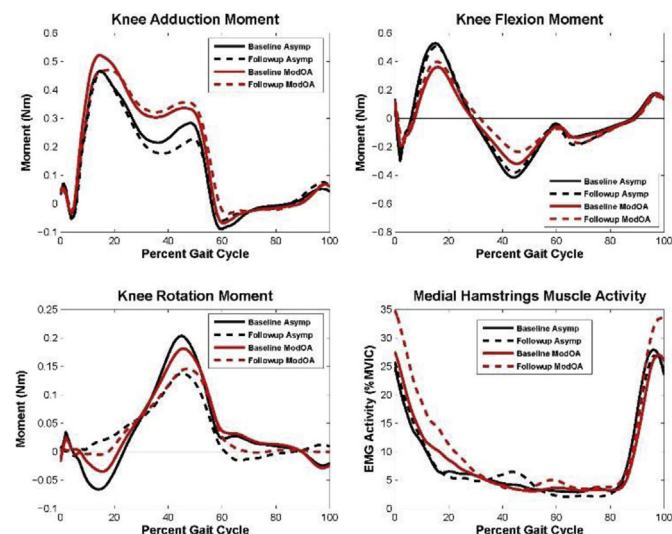 Knee Adduction Moment
0.6
0.5
0.4
0.3
0.2
0.1
0
-0.1
Moment (Nm)
Baseline Asymp
Followup Asymp
Baseline ModOA
Followup ModOA
0 20 40 60 80 100
Percent Gait Cycle
Knee Flexion Moment
0.6
0.4
0.2
0
-0.2
-0.4
-0.6
-0.8
Moment (Nm)
Baseline Asymp
Followup Asymp
Baseline ModOA
Followup ModOA
0 20 40 60 80 100
Percent Gait Cycle
Knee Rotation Moment
0.25
0.2
0.15
0.1
0.05
0
-0.05
-0.1
Moment (Nm)
Baseline Asymp
Followup Asymp
Baseline ModOA
Followup ModOA
0 20 40 60 80 100
Percent Gait Cycle
Medial Hamstrings Muscle Activity
35
30
25
20
15
10
5
0
EMG Activity (%MVIC)
Baseline Asymp
Followup Asymp
Baseline ModOA
Followup ModOA
0 20 40 60 80 100
Percent Gait Cycle